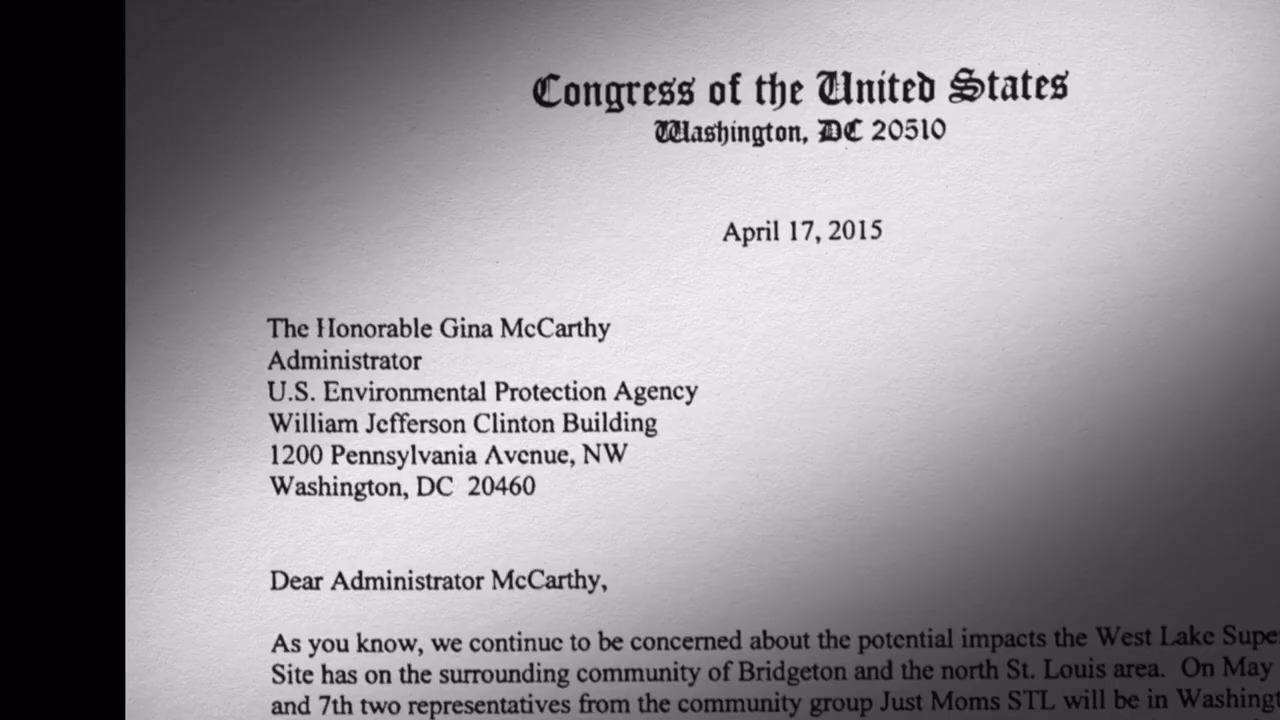 Congress of the United States
Washington, DC 20510
April 17, 2015
The Honorable Gina McCarthy
Administrator
U.S. Environmental Protection Agency
William Jefferson Clinton Building
1200 Pennsylvania Avenue, NW
Washington, DC 20460
Dear Administrator McCarthy,
As you know, we continue to be concerned about the potential impacts the West Lake Supe
Site has on the surrounding community of Bridgeton and the north St. Louis area. On May
and 7th two representatives from the community group Just Moms STL will be in Washing